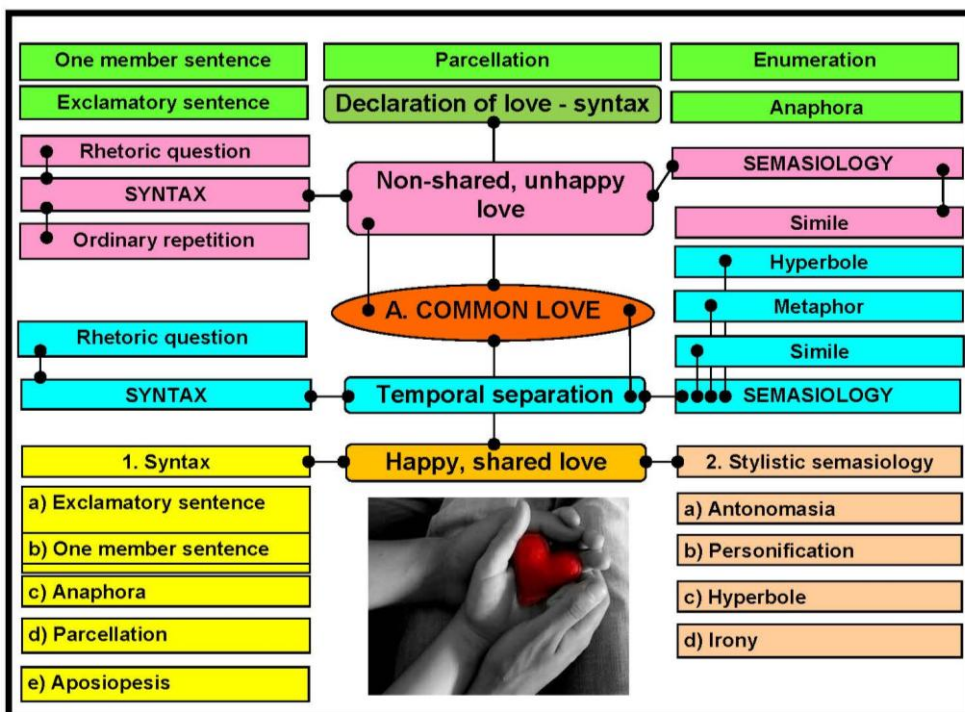 One member sentence
Parcellation
Enumeration
Exclamatory sentence
Declaration of love - syntax
Anaphora
Rhetoric question
Non-shared, unhappy
love
SEMASIOLOGY
SYNTAX
Ordinary repetition
Simile
Hyperbole
A. COMMON LOVE
Metaphor
Rhetoric question
Simile
SYNTAX
Temporal separation
SEMASIOLOGY
1. Syntax
Happy, shared love
2. Stylistic semasiology
a) Exclamatory sentence
b) One member sentence
c) Anaphora
d) Parcellation
e) Aposiopesis
a) Antonomasia
b) Personification
c) Hyperbole
d) Irony